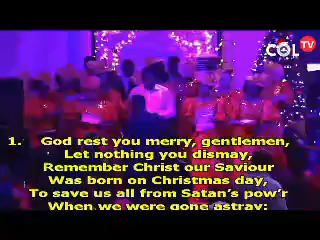 COL TV
1. God rest you merry, gentlemen,
Let nothing you dismay,
Remember Christ our Saviour
Was born on Christmas day,
To save us all from Satan's pow'r
When we were gone astray: